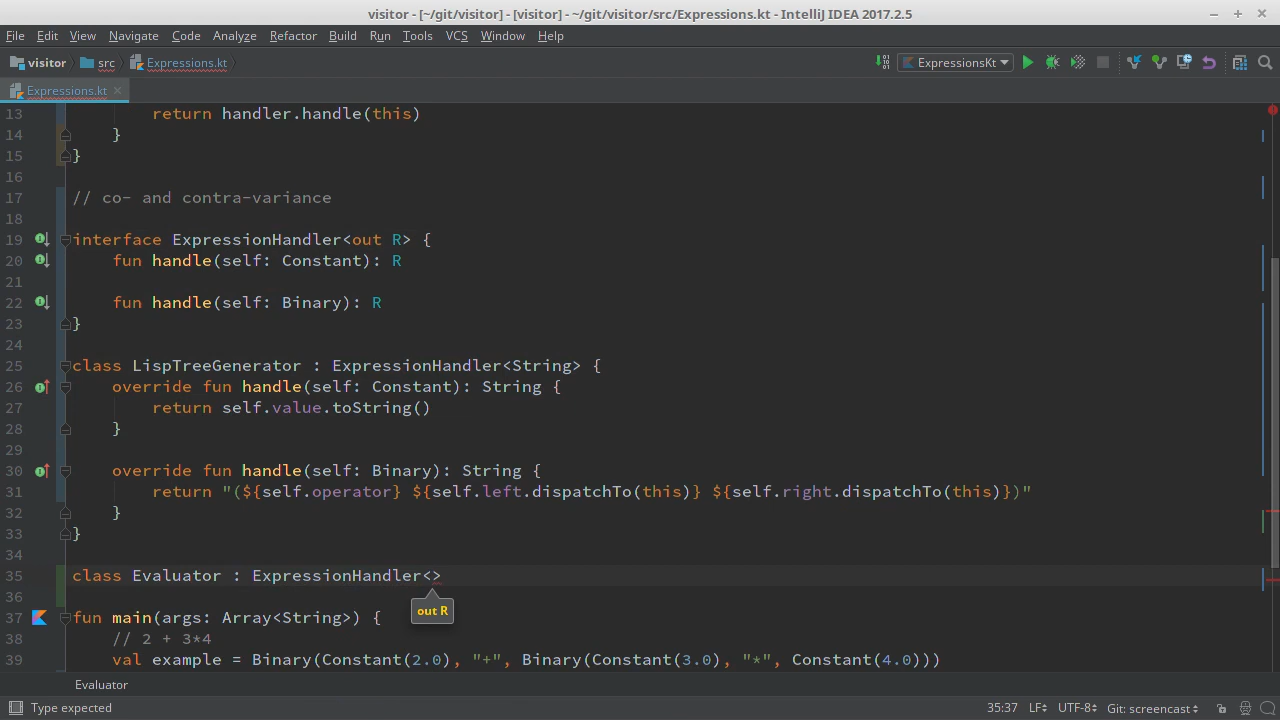 visitor - [~/git/visitor] - [visitor] - ~/git/visitor/src/Expressions.kt - IntelliJ IDEA 2017.2.5
File Edit View Navigate Code Analyze Refactor Build Run Tools VCS Window Help
visitor src Expressions.kt ExpressionsKt
Expressions.kt
13 return handler.handle(this)
14 }
15 }
16
17 // co- and contra-variance
18
19 interface ExpressionHandler<out R> {
20 fun handle(self: Constant): R
21
22 fun handle(self: Binary): R
23 }
24
25 class LispTreeGenerator : ExpressionHandler<String> {
26 override fun handle(self: Constant): String {
27 return self.value.toString()
28 }
29
30 override fun handle(self: Binary): String {
31 return "(${self.operator} ${self.left.dispatchTo(this)} ${self.right.dispatchTo(this)})"
32 }
33 }
34
35 class Evaluator : ExpressionHandler<>
36
out R
37 fun main(args: Array<String>) {
38 // 2 + 3*4
39 val example = Binary(Constant(2.0), "+", Binary(Constant(3.0), "*", Constant(4.0)))
Evaluator
Type expected 35:37 LF UTF-8 Git: screencast